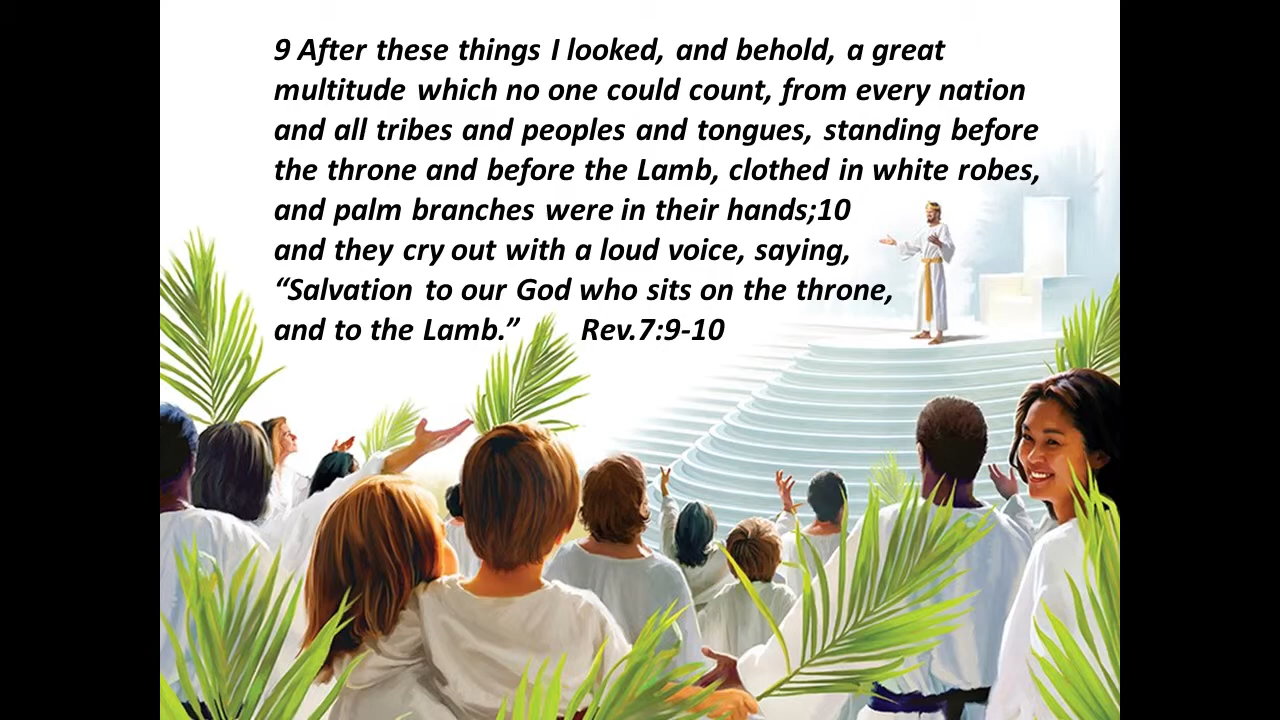 9 After these things I looked, and behold, a great
multitude which no one could count, from every nation
and all tribes and peoples and tongues, standing before
the throne and before the Lamb, clothed in white robes,
and palm branches were in their hands;10
and they cry out with a loud voice, saying,
“Salvation to our God who sits on the throne,
and to the Lamb.” Rev.7:9-10